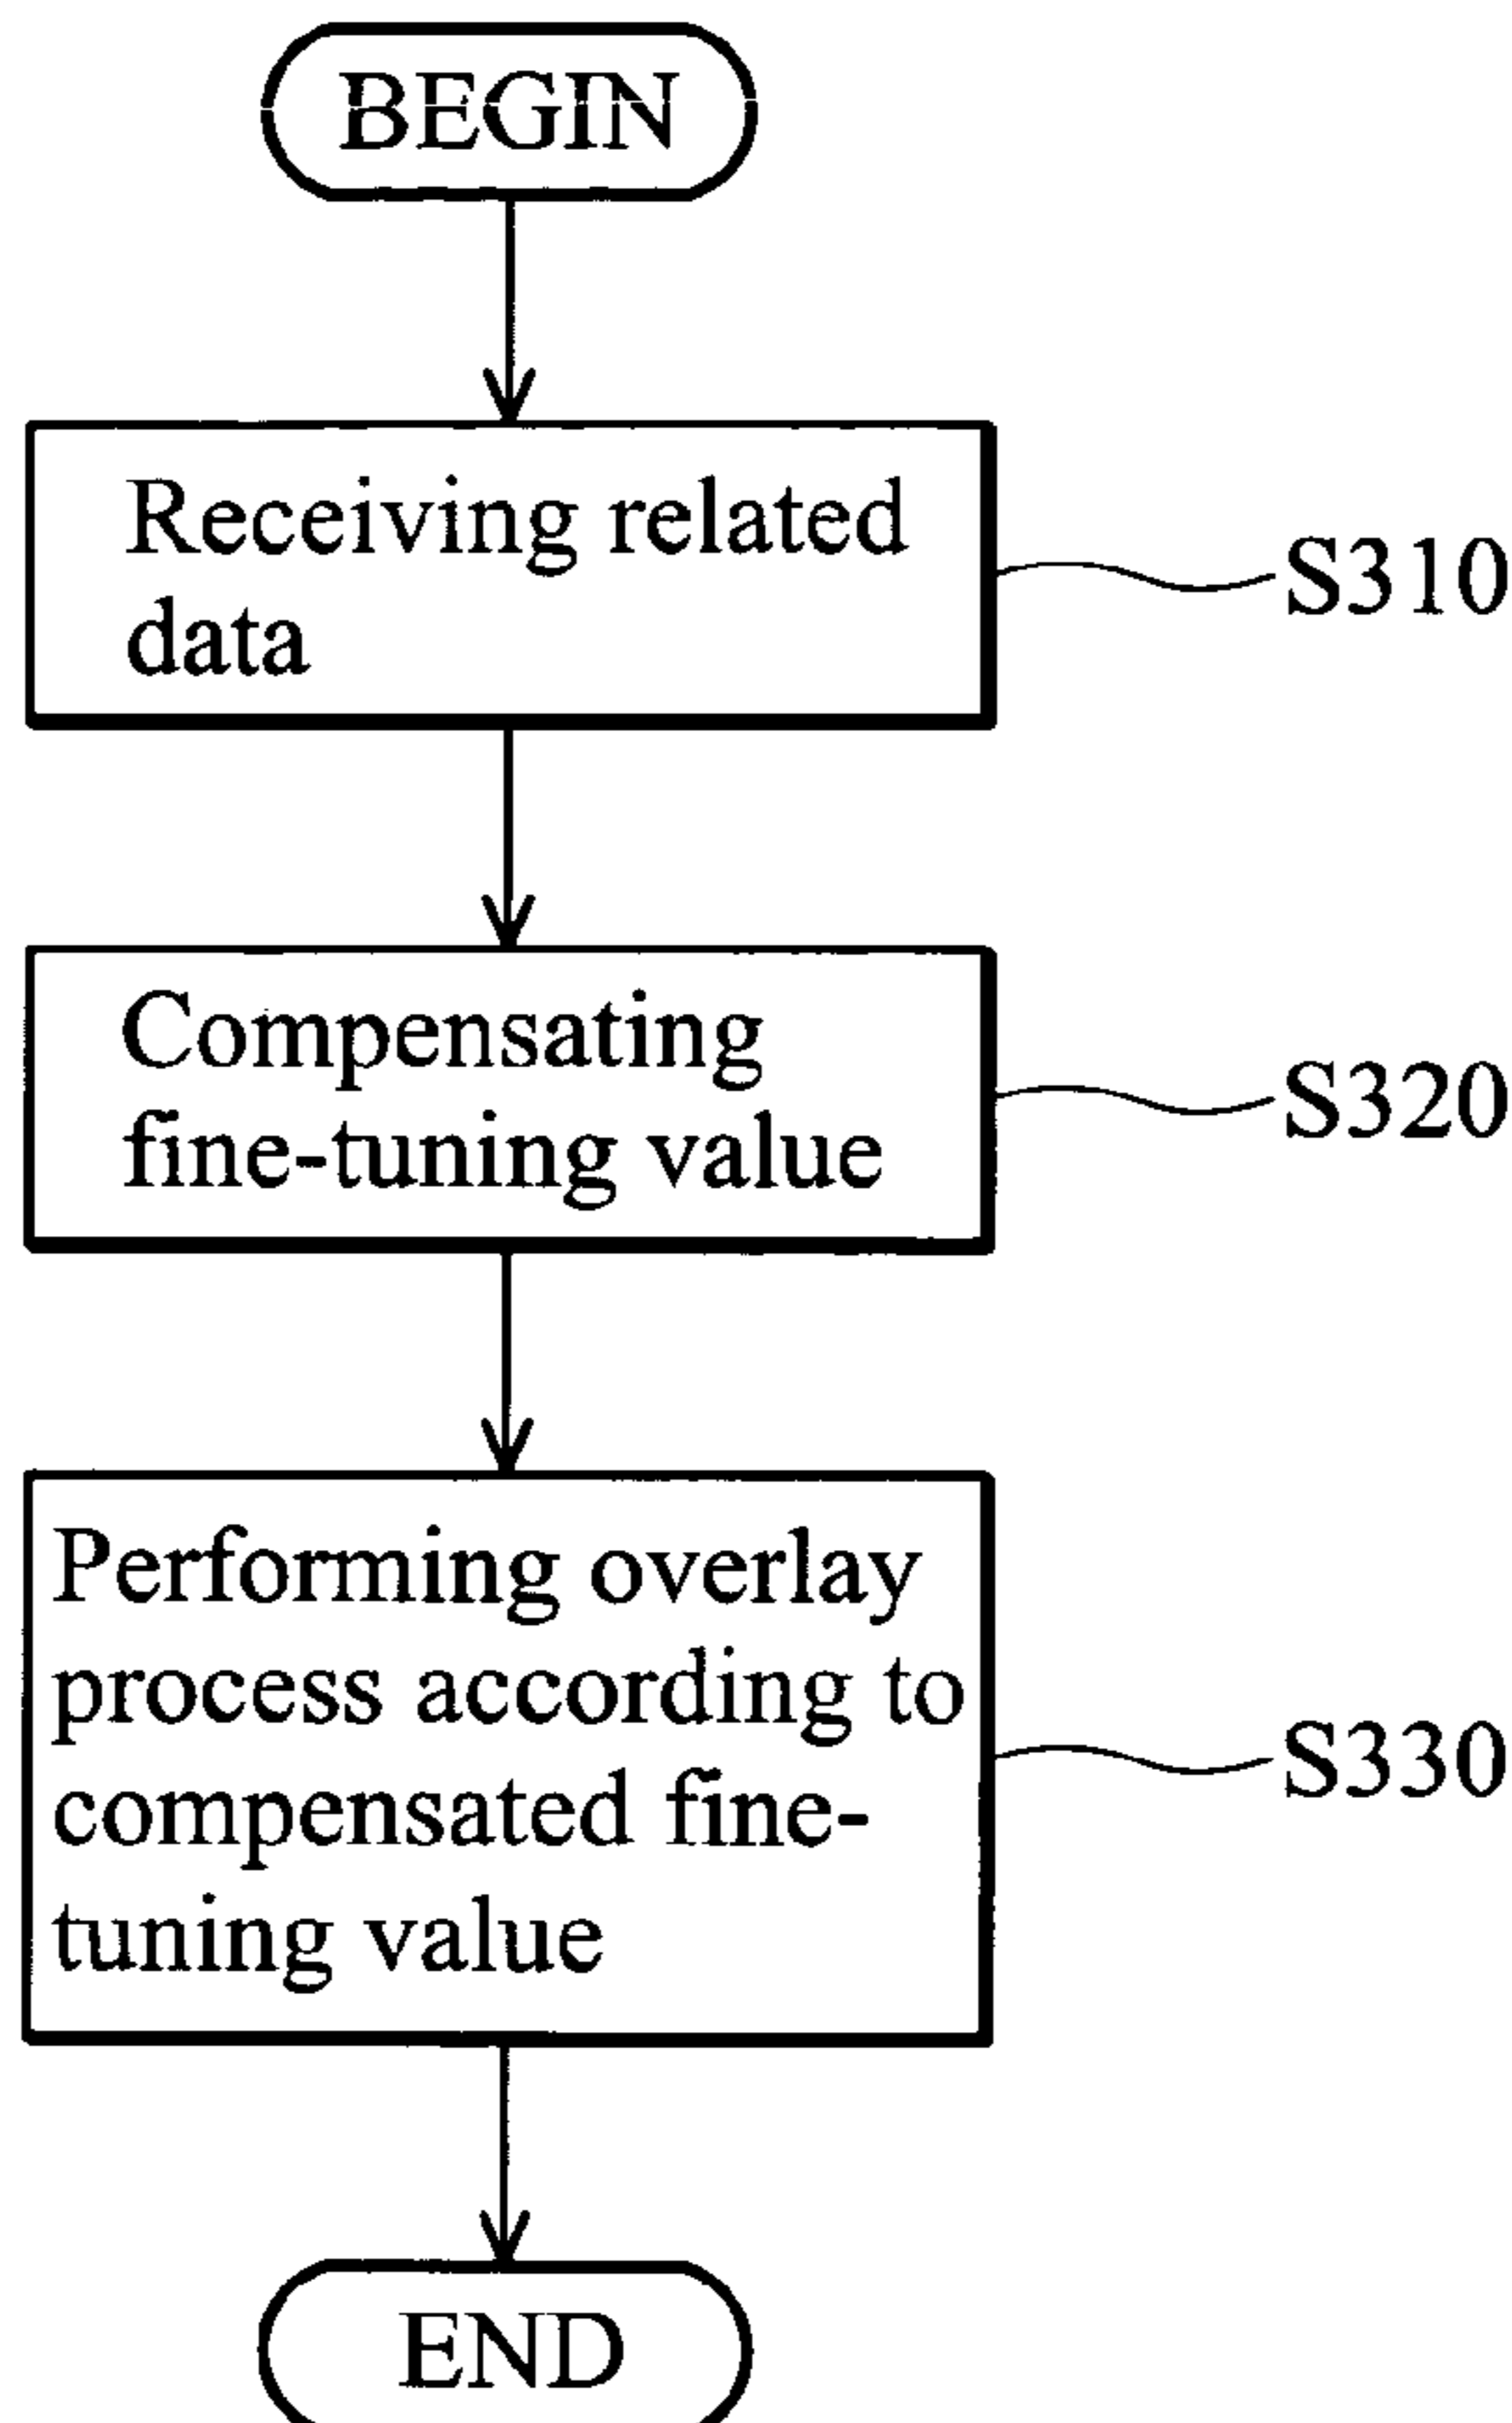 BEGIN
Receiving related
data
S310
Compensating
fine-tuning value
S320
Performing overlay
process according to
compensated fine-
tuning value
S330
END